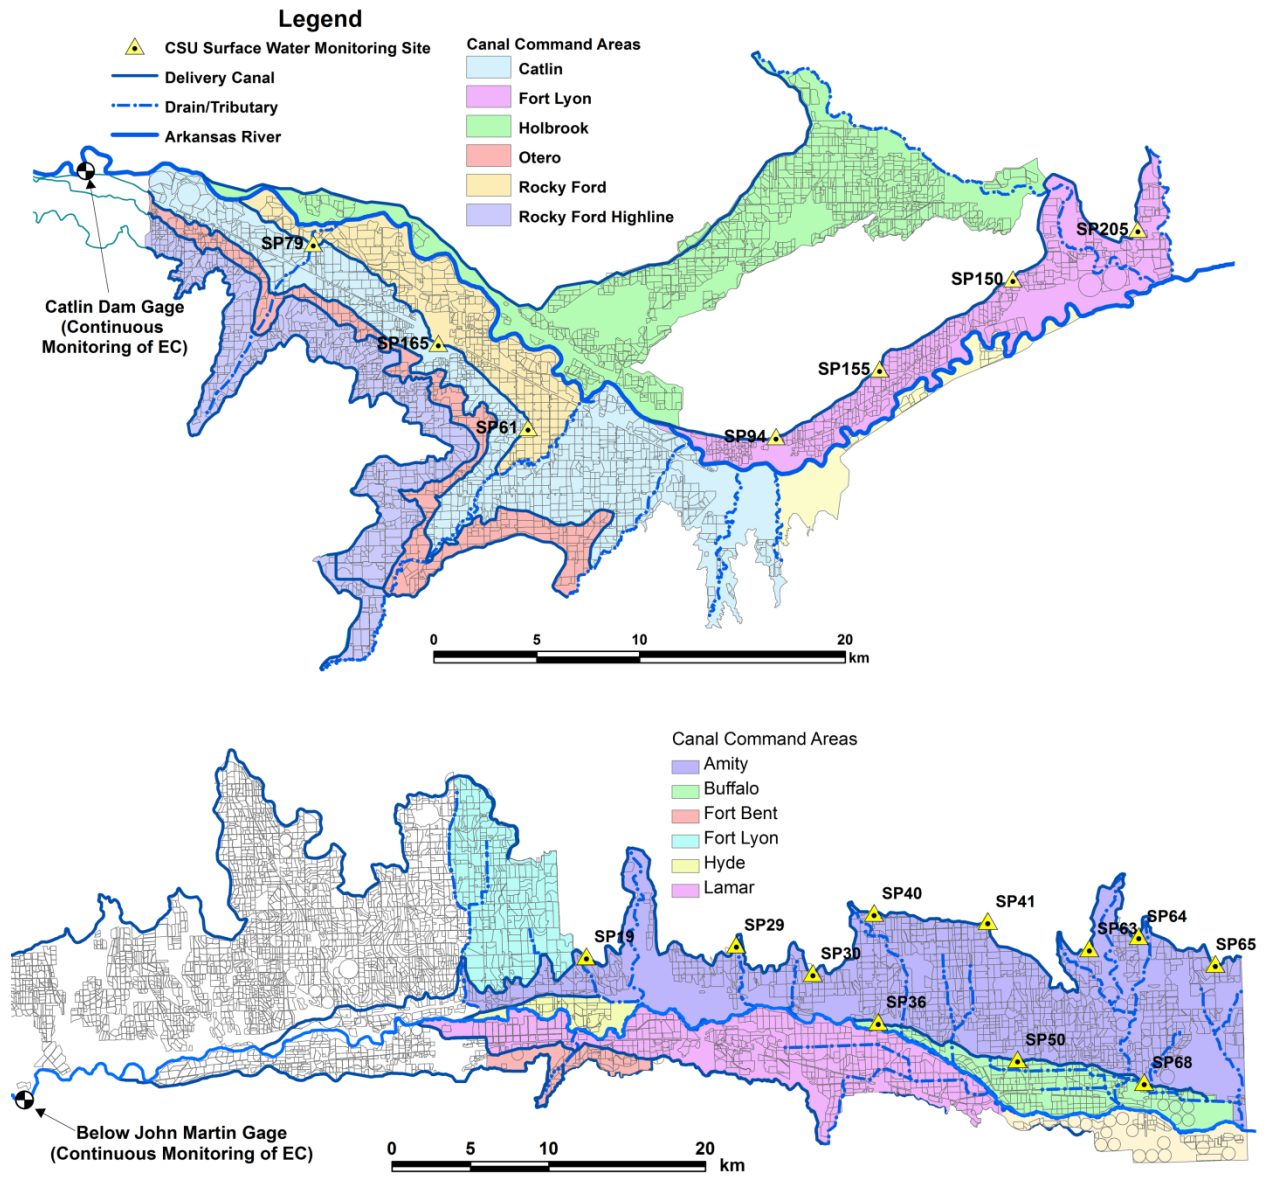 Legend
CSU Surface Water Monitoring Site
Delivery Canal
Drain/Tributary
Arkansas River
Canal Command Areas
Catlin
Fort Lyon
Holbrook
Otero
Rocky Ford
Rocky Ford Highline
SP79
SP205
SP150
Catlin Dam Gage
(Continuous
Monitoring of EC)
SP165
SP155
SP61
SP94
0 5 10 20
km
Canal Command Areas
Amity
Buffalo
Fort Bent
Fort Lyon
Hyde
Lamar
SP40
SP41
SP19
SP29
SP30
SP63
SP64
SP65
SP36
SP50
SP68
Below John Martin Gage
(Continuous Monitoring of EC)
0 5 10 20
km